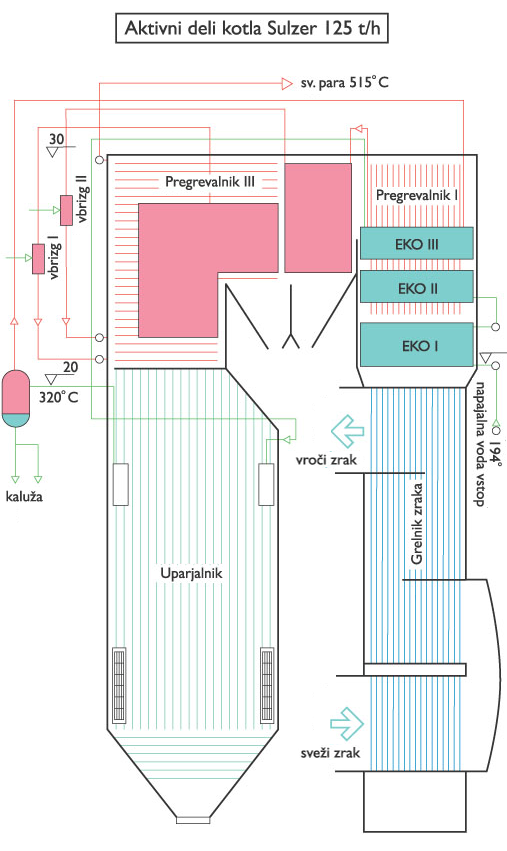 Aktivni deli kotla Sulzer 125 t/h
sv. para 515°C
30
Pregrevalnik III
Pregrevalnik I
vbrizg II
vbrizg I
EKO III
EKO II
EKO I
20
320°C
kaluža
napajalna voda vstop
194°
vroči zrak
Grelnik zraka
Uparjalnik
sveži zrak